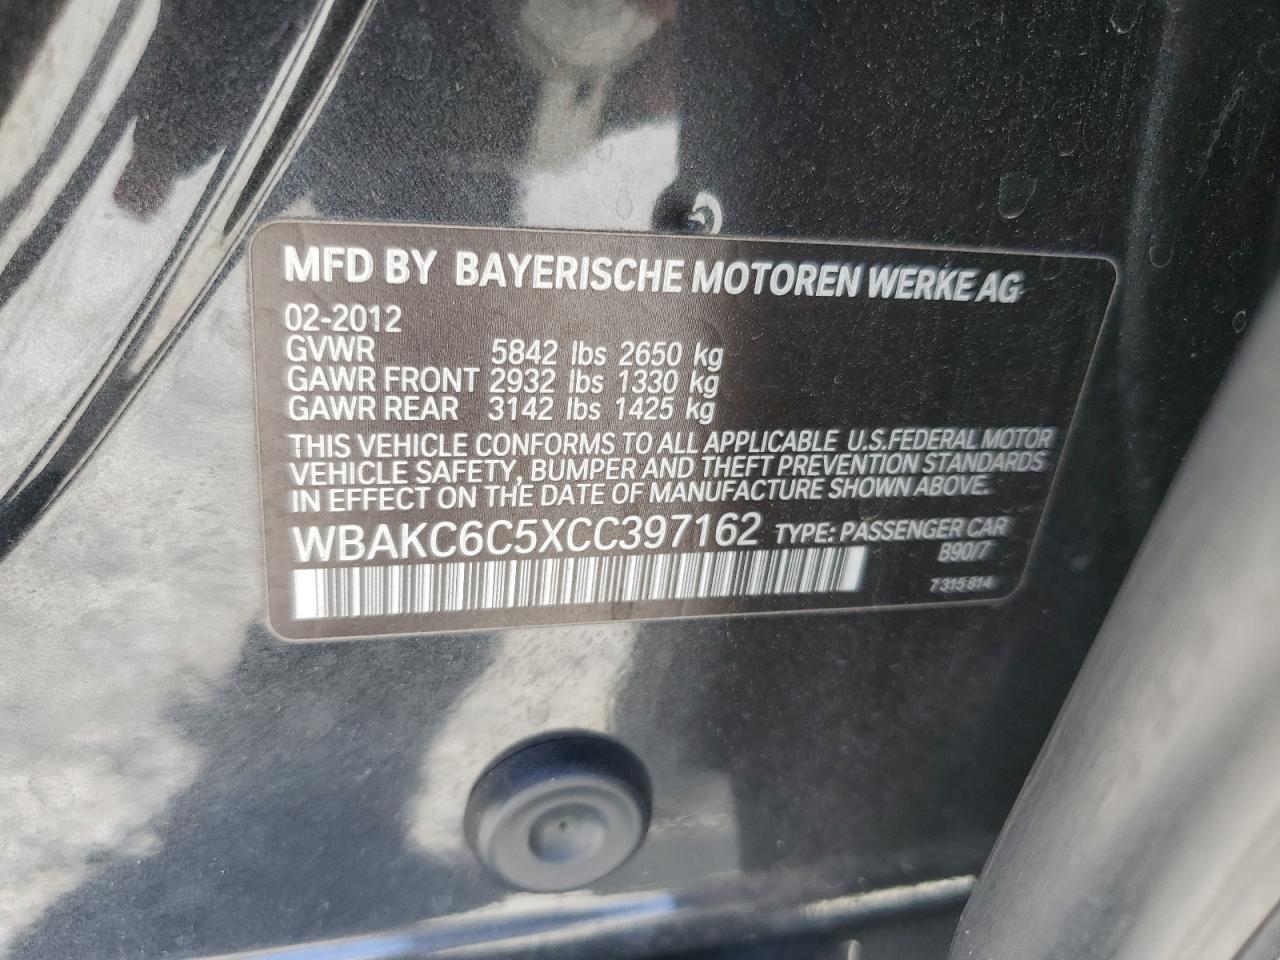 MFD BY BAYERISCHE MOTOREN WERKE AG
02-2012
GVWR 5842 lbs 2650 kg
GAWR FRONT 2932 lbs 1330 kg
GAWR REAR 3142 lbs 1425 kg
THIS VEHICLE CONFORMS TO ALL APPLICABLE U.S.FEDERAL MOTOR
VEHICLE SAFETY, BUMPER AND THEFT PREVENTION STANDARDS
IN EFFECT ON THE DATE OF MANUFACTURE SHOWN ABOVE.
WBAKC6C5XCC397162 TYPE: PASSENGER CAR
B90/7
7 315 814